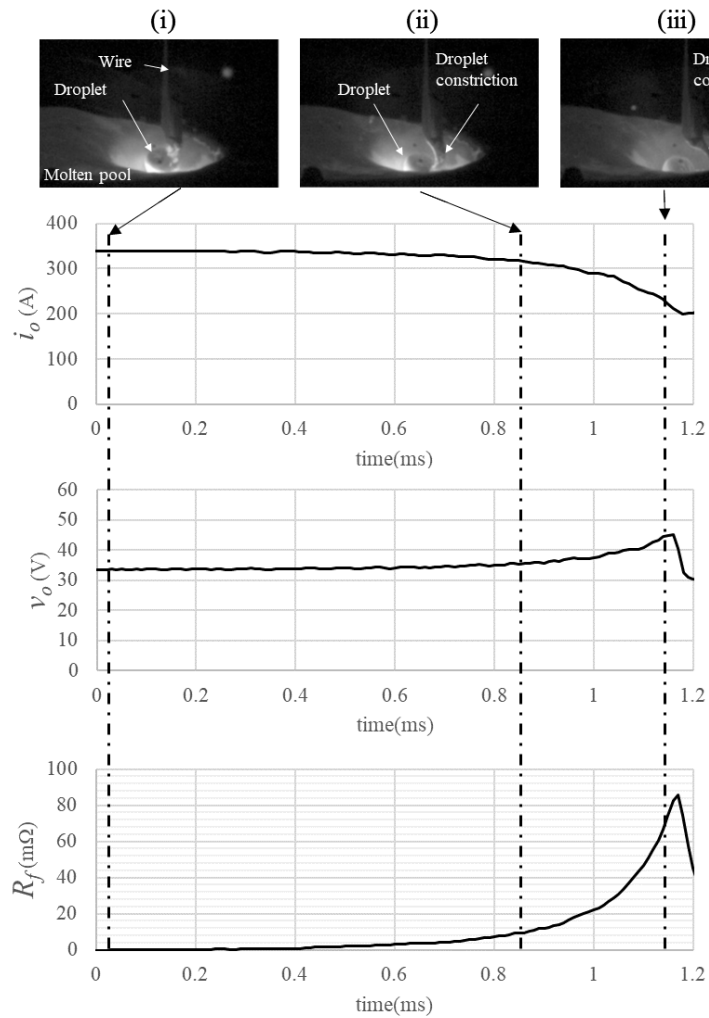 (i)
(ii)
(iii)
Wire
Droplet
Molten pool
Droplet
Droplet
constriction
400
300
200
100
0
i_o (A)
0 0.2 0.4 0.6 0.8 1 1.2
time(ms)
60
50
40
30
20
10
0
v_o (V)
0 0.2 0.4 0.6 0.8 1 1.2
time(ms)
100
80
60
40
20
0
R_f (mΩ)
0 0.2 0.4 0.6 0.8 1 1.2
time(ms)